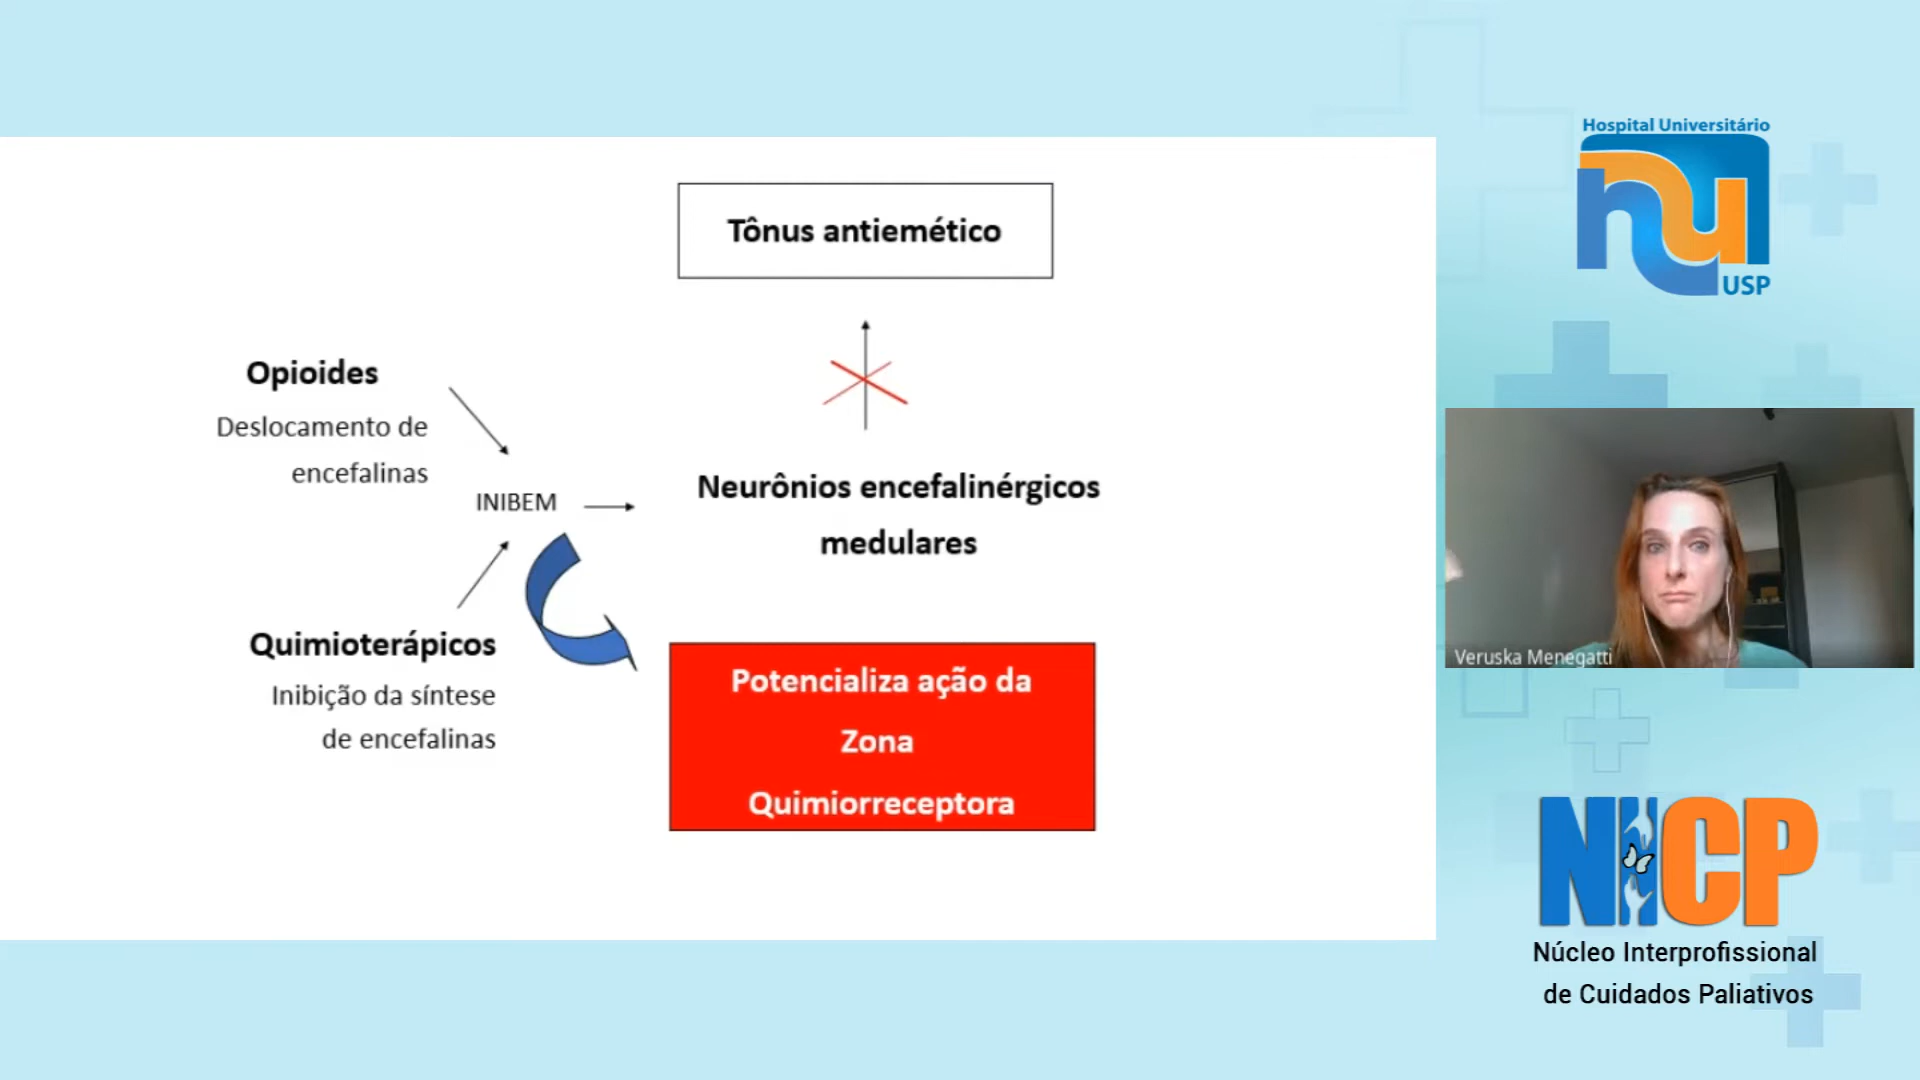 Tônus antiemético
Opioides
Deslocamento de
encefalinas
INIBEM
Neurônios encefalinérgicos
medulares
Quimioterápicos
Inibição da síntese
de encefalinas
Potencializa ação da
Zona
Quimiorreceptora
Hospital Universitário
hu
USP
Veruska Menegatti
NICP
Núcleo Interprofissional
de Cuidados Paliativos